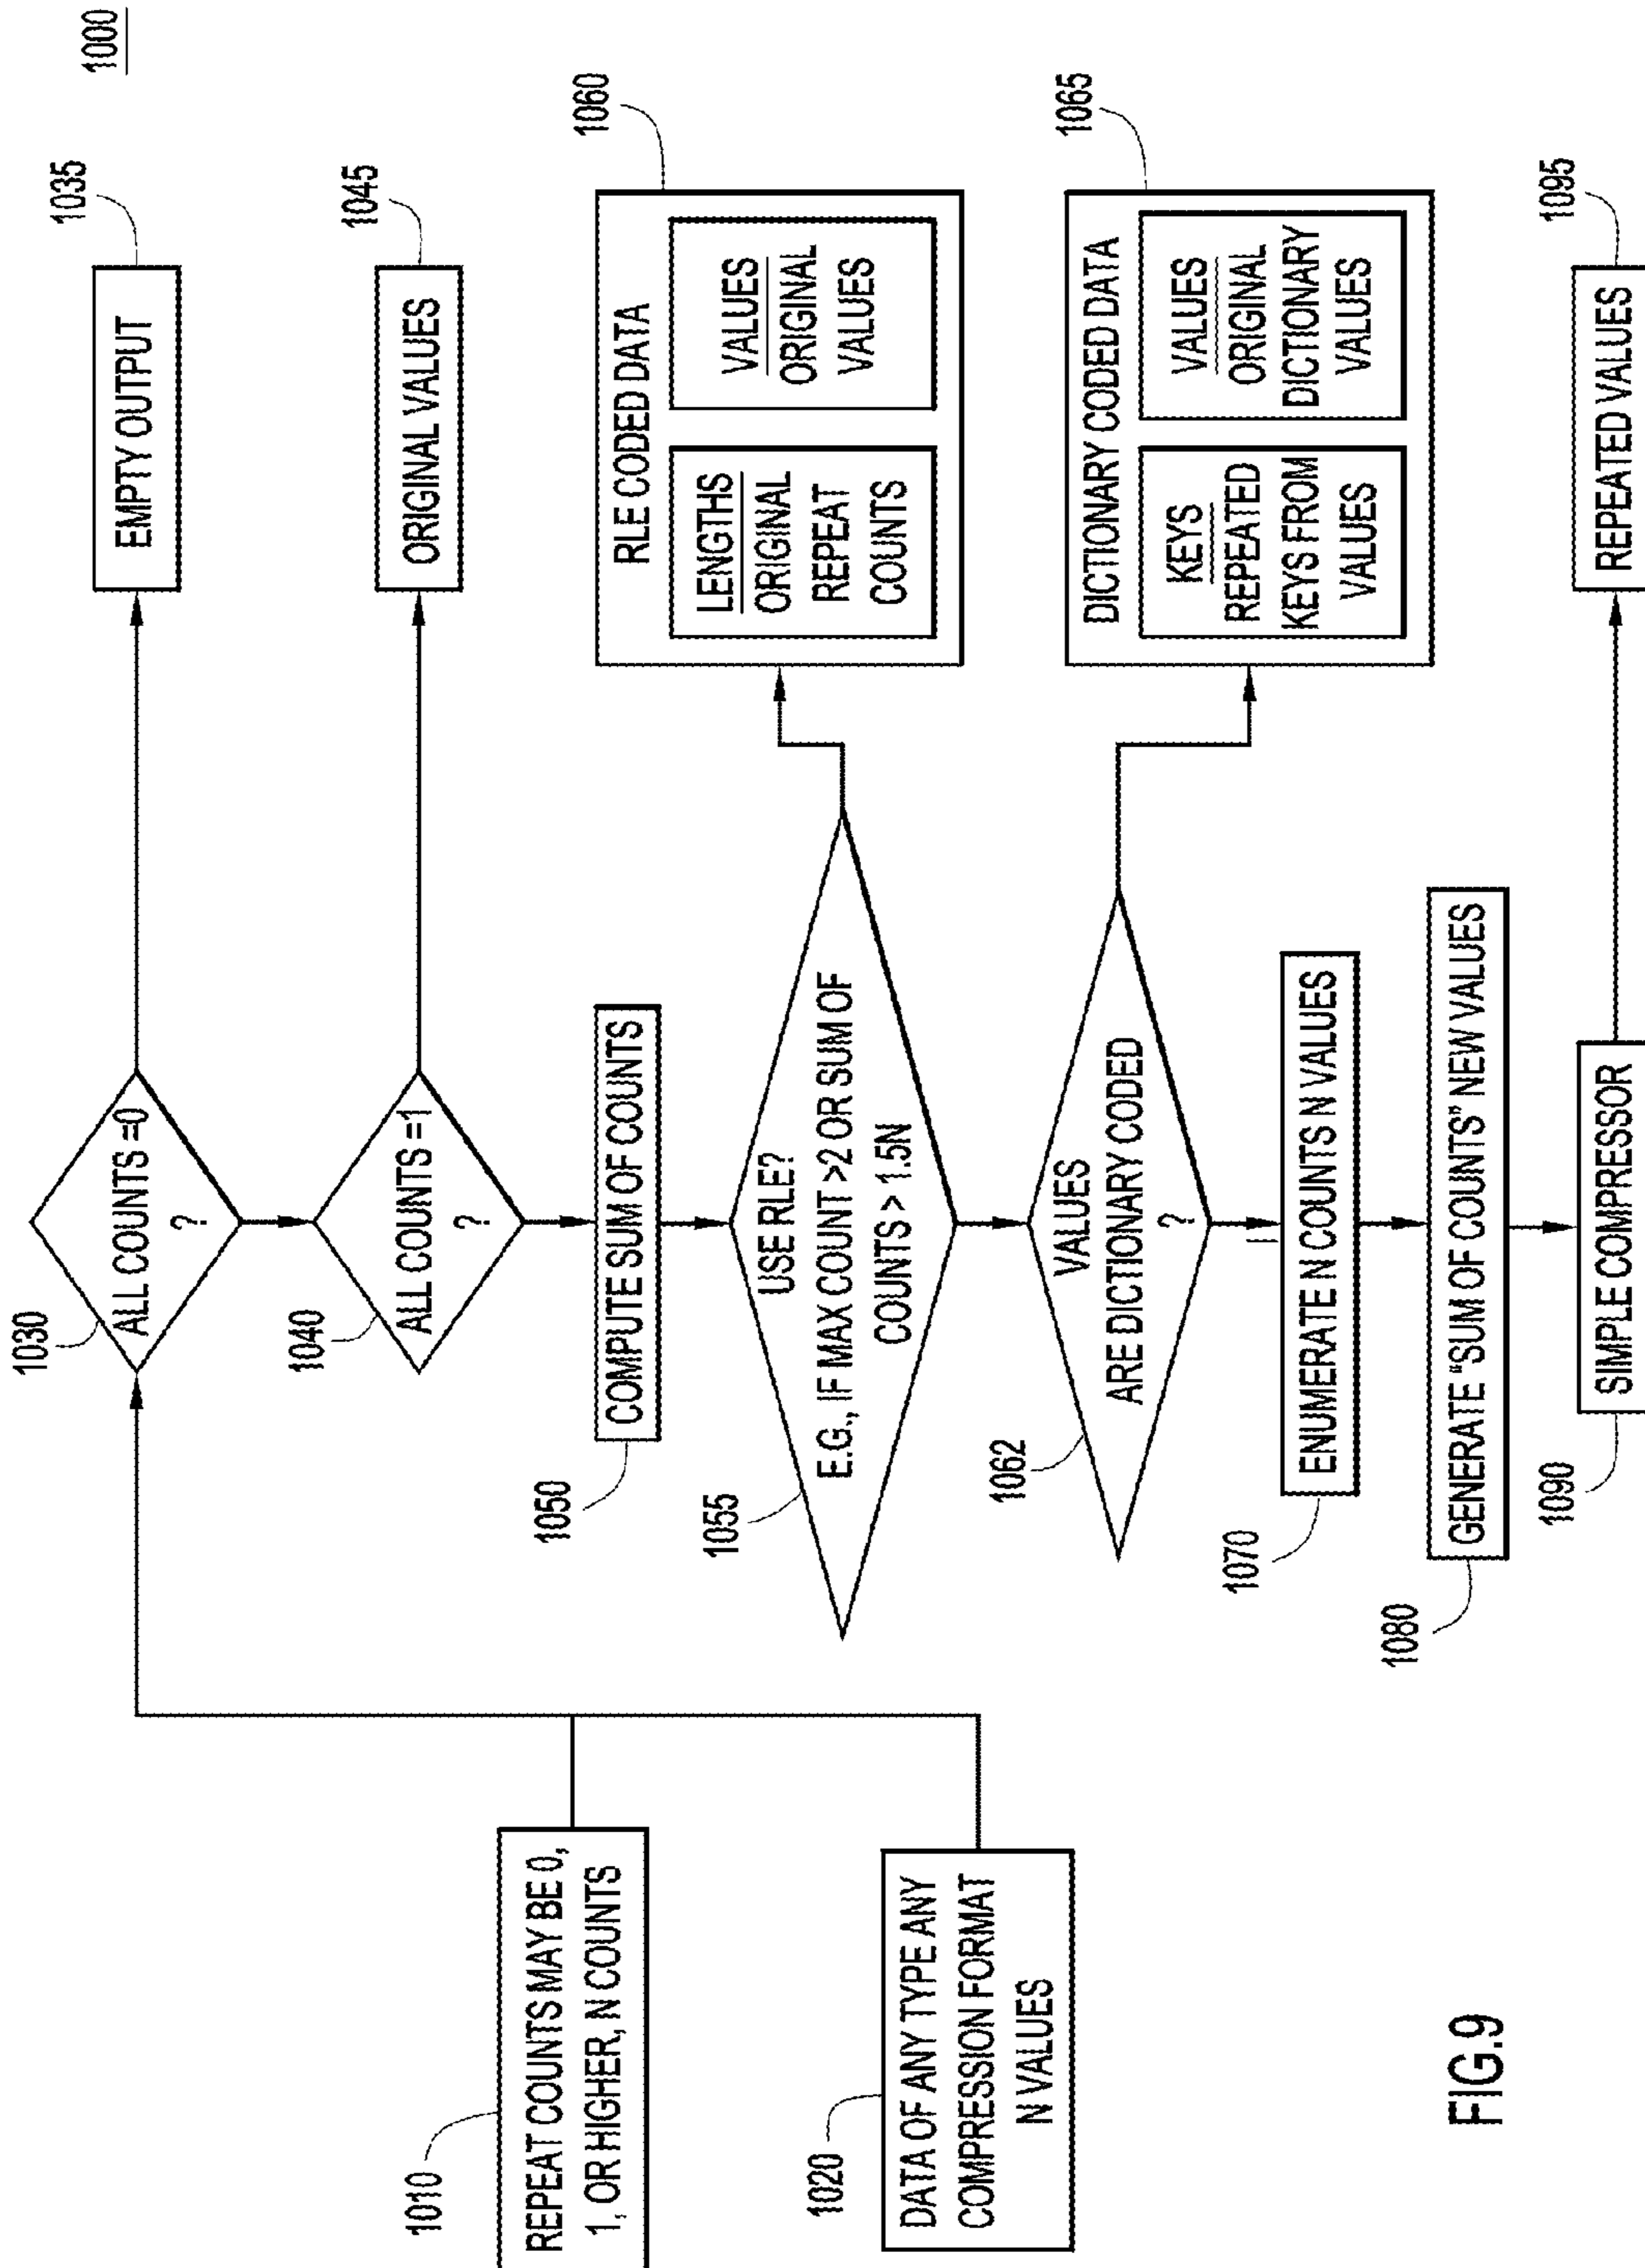 1000
1010
REPEAT COUNTS MAY BE 0,
1, OR HIGHER, N COUNTS
1020
DATA OF ANY TYPE ANY
COMPRESSION FORMAT
N VALUES
1030
ALL COUNTS =0
?
1035
EMPTY OUTPUT
1040
ALL COUNTS =1
?
1045
ORIGINAL VALUES
1050
COMPUTE SUM OF COUNTS
1055
USE RLE?
E.G., IF MAX COUNT >2 OR SUM OF
COUNTS > 1.5N
1060
RLE CODED DATA
LENGTHS
ORIGINAL
REPEAT
COUNTS
VALUES
ORIGINAL
VALUES
1062
VALUES
ARE DICTIONARY CODED
?
1065
DICTIONARY CODED DATA
KEYS
REPEATED
KEYS FROM
VALUES
VALUES
ORIGINAL
DICTIONARY
VALUES
1070
ENUMERATE N COUNTS N VALUES
1080
GENERATE "SUM OF COUNTS" NEW VALUES
1090
SIMPLE COMPRESSOR
1095
REPEATED VALUES
FIG.9